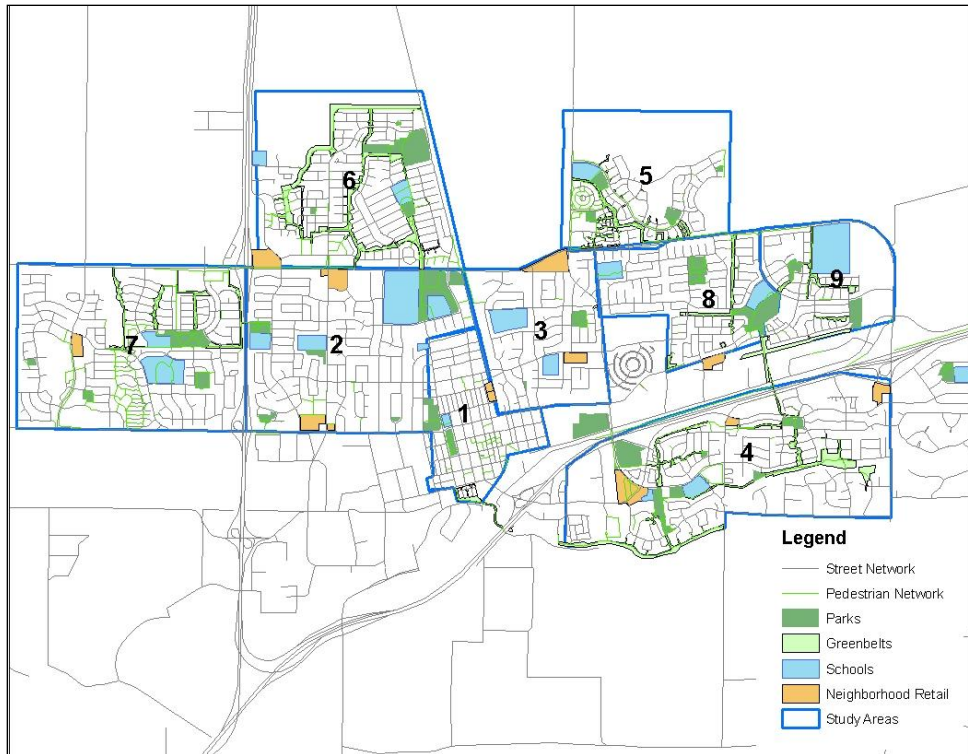 5
6
9
8
7
2
3
1
4
Legend
Street Network
Pedestrian Network
Parks
Greenbelts
Schools
Neighborhood Retail
Study Areas